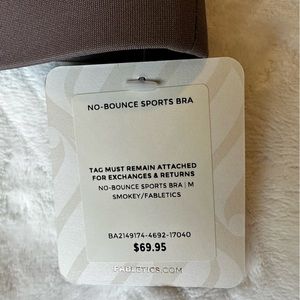 NO-BOUNCE SPORTS BRA
TAG MUST REMAIN ATTACHED
FOR EXCHANGES & RETURNS
NO-BOUNCE SPORTS BRA | M
SMOKEY/FABLETICS
BA2149174-4692-17040
$69.95
FABLETICS.COM